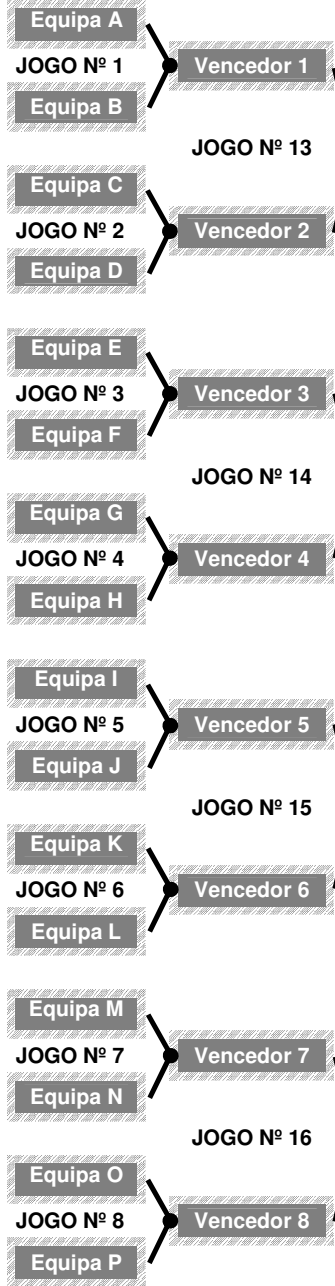 Equipa A
JOGO Nº 1
Vencedor 1
Equipa B
JOGO Nº 13
Equipa C
JOGO Nº 2
Vencedor 2
Equipa D
Equipa E
JOGO Nº 3
Vencedor 3
Equipa F
JOGO Nº 14
Equipa G
JOGO Nº 4
Vencedor 4
Equipa H
Equipa I
JOGO Nº 5
Vencedor 5
Equipa J
JOGO Nº 15
Equipa K
JOGO Nº 6
Vencedor 6
Equipa L
Equipa M
JOGO Nº 7
Vencedor 7
Equipa N
JOGO Nº 16
Equipa O
JOGO Nº 8
Vencedor 8
Equipa P